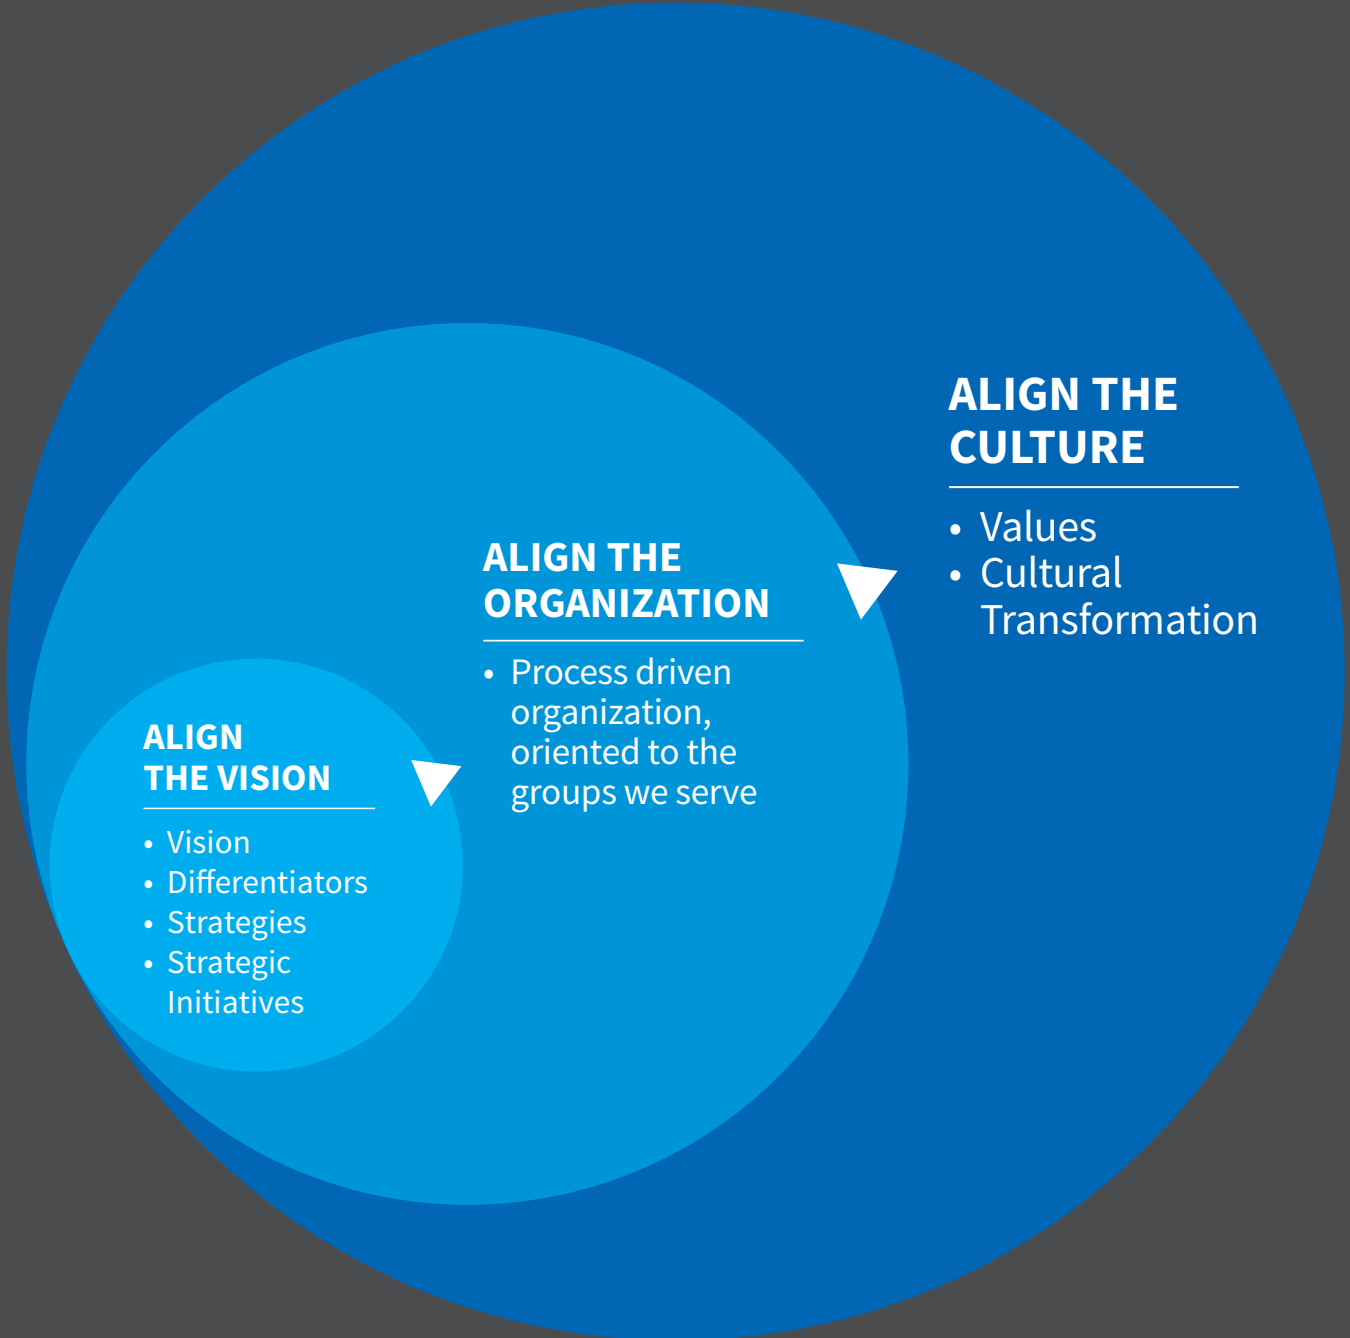 ALIGN THE
CULTURE
• Values
• Cultural
Transformation
ALIGN THE
ORGANIZATION
• Process driven
organization,
oriented to the
groups we serve
ALIGN
THE VISION
• Vision
• Differentiators
• Strategies
• Strategic
Initiatives